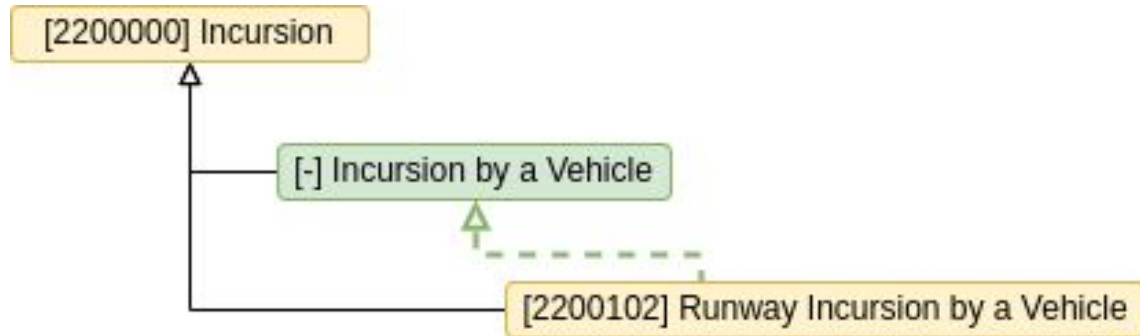 [2200000] Incursion
[-] Incursion by a Vehicle
[2200102] Runway Incursion by a Vehicle